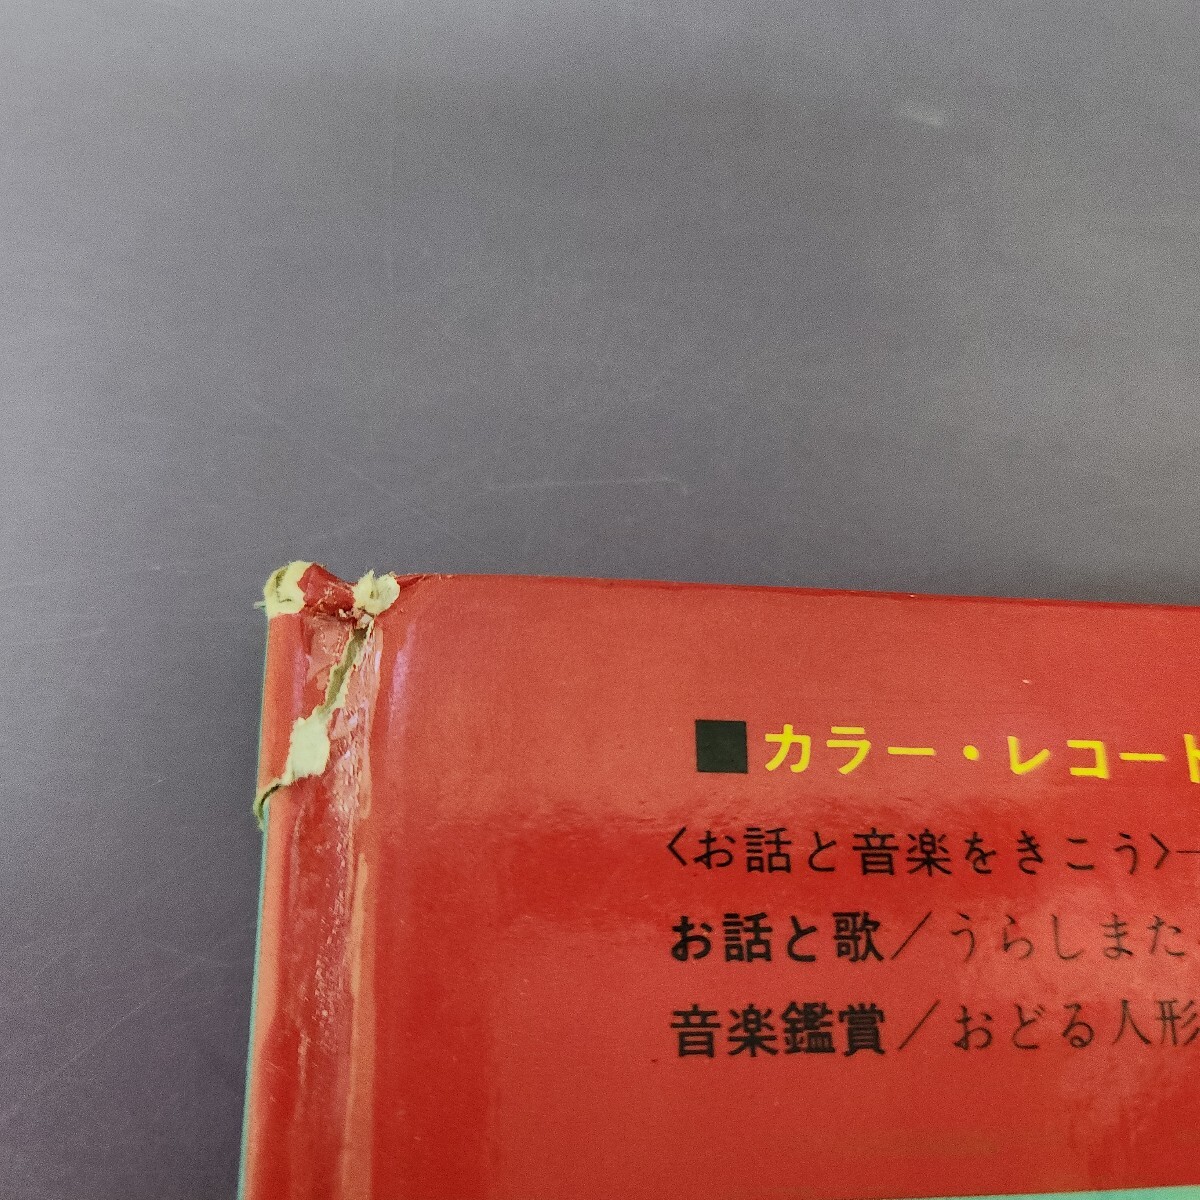 ■カラー・レコード
〈お話と音楽をきこう〉
お話と歌／うらしまた
音楽鑑賞／おどる人形